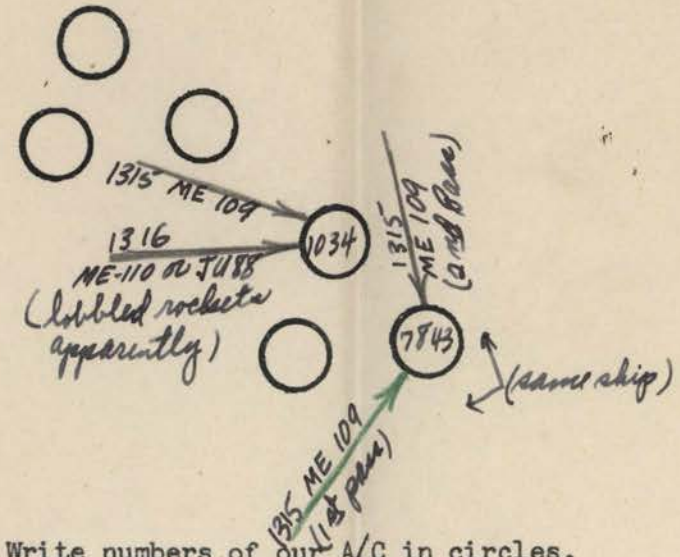 1315 ME 109
1316
ME-110 or JU88
(lobbled rockets
apparently)
1034
1315
ME 109
(2nd Pass)
7843
(same ship)
1315 ME 109
(1st pass)
Write numbers of our A/C in circles.